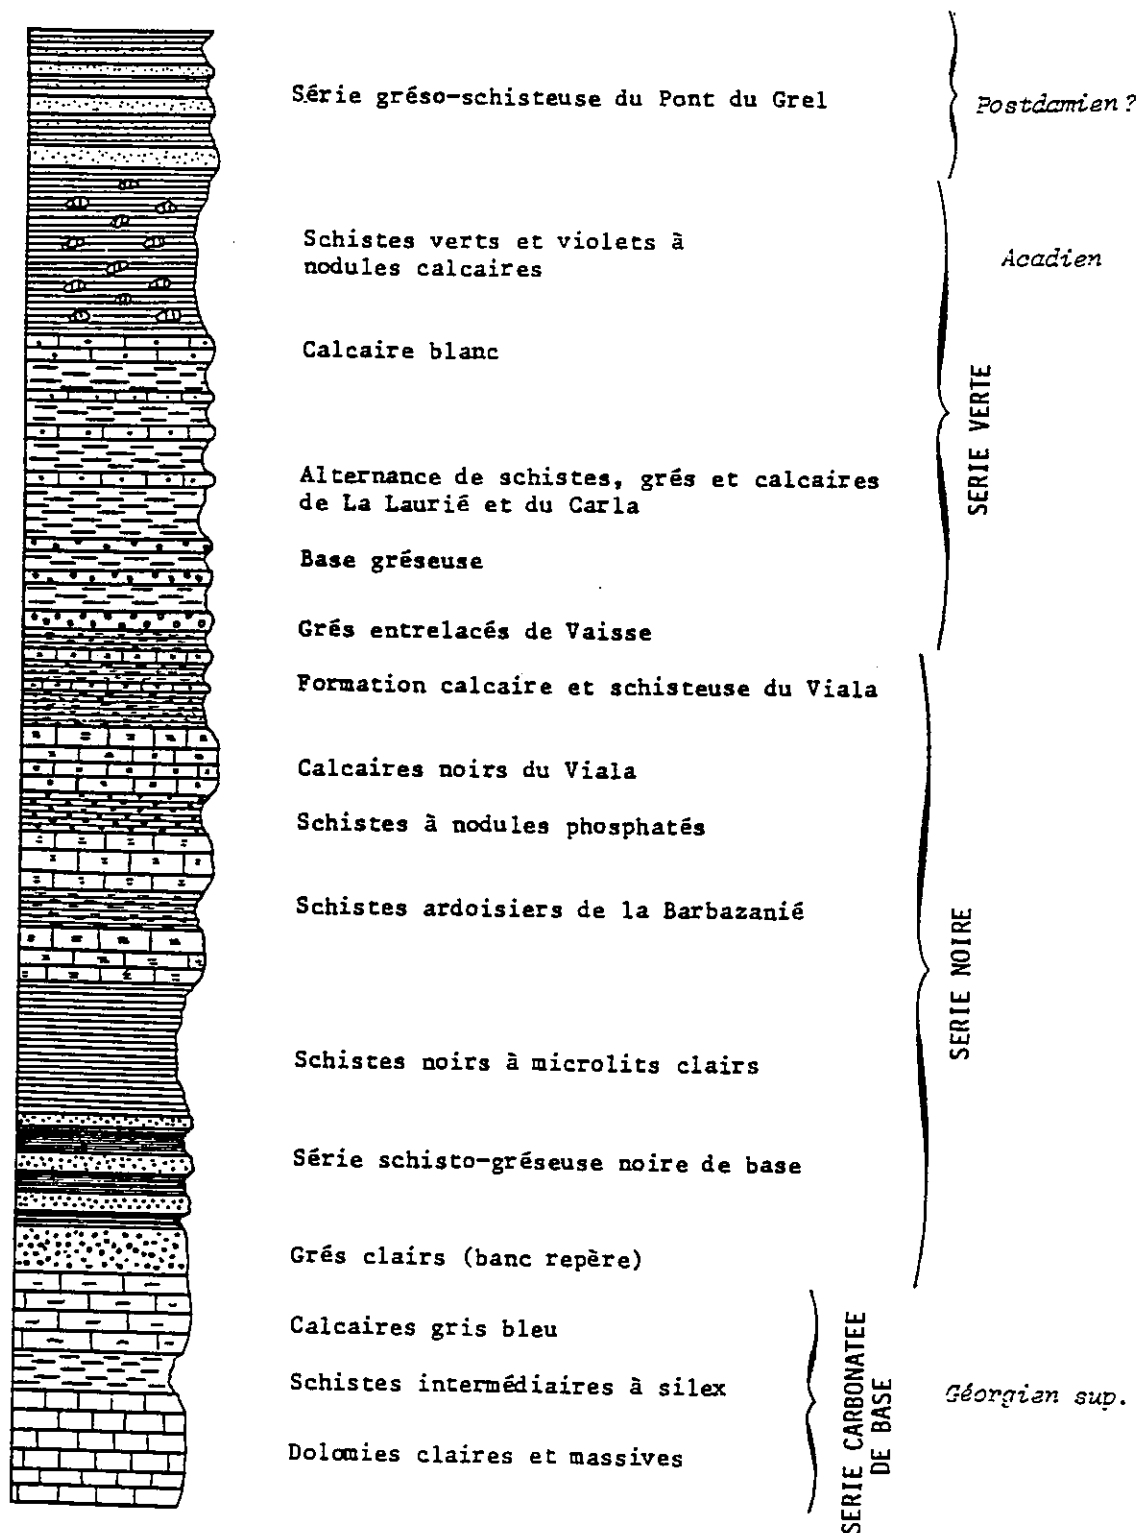 Série gréso-schisteuse du Pont du Grel
Postdamien?
Schistes verts et violets à
nodules calcaires
Acadien
Calcaire blanc
SERIE VERTE
Alternance de schistes, grés et calcaires
de La Laurié et du Carla
Base gréseuse
Grés entrelacés de Vaisse
Formation calcaire et schisteuse du Viala
Calcaires noirs du Viala
Schistes à nodules phosphatés
Schistes ardoisiers de la Barbazanié
SERIE NOIRE
Schistes noirs à microlits clairs
Série schisto-gréseuse noire de base
Grés clairs (banc repère)
Calcaires gris bleu
Schistes intermédiaires à silex
Dolomies claires et massives
SERIE CARBONATEE
DE BASE
Géorgien sup.